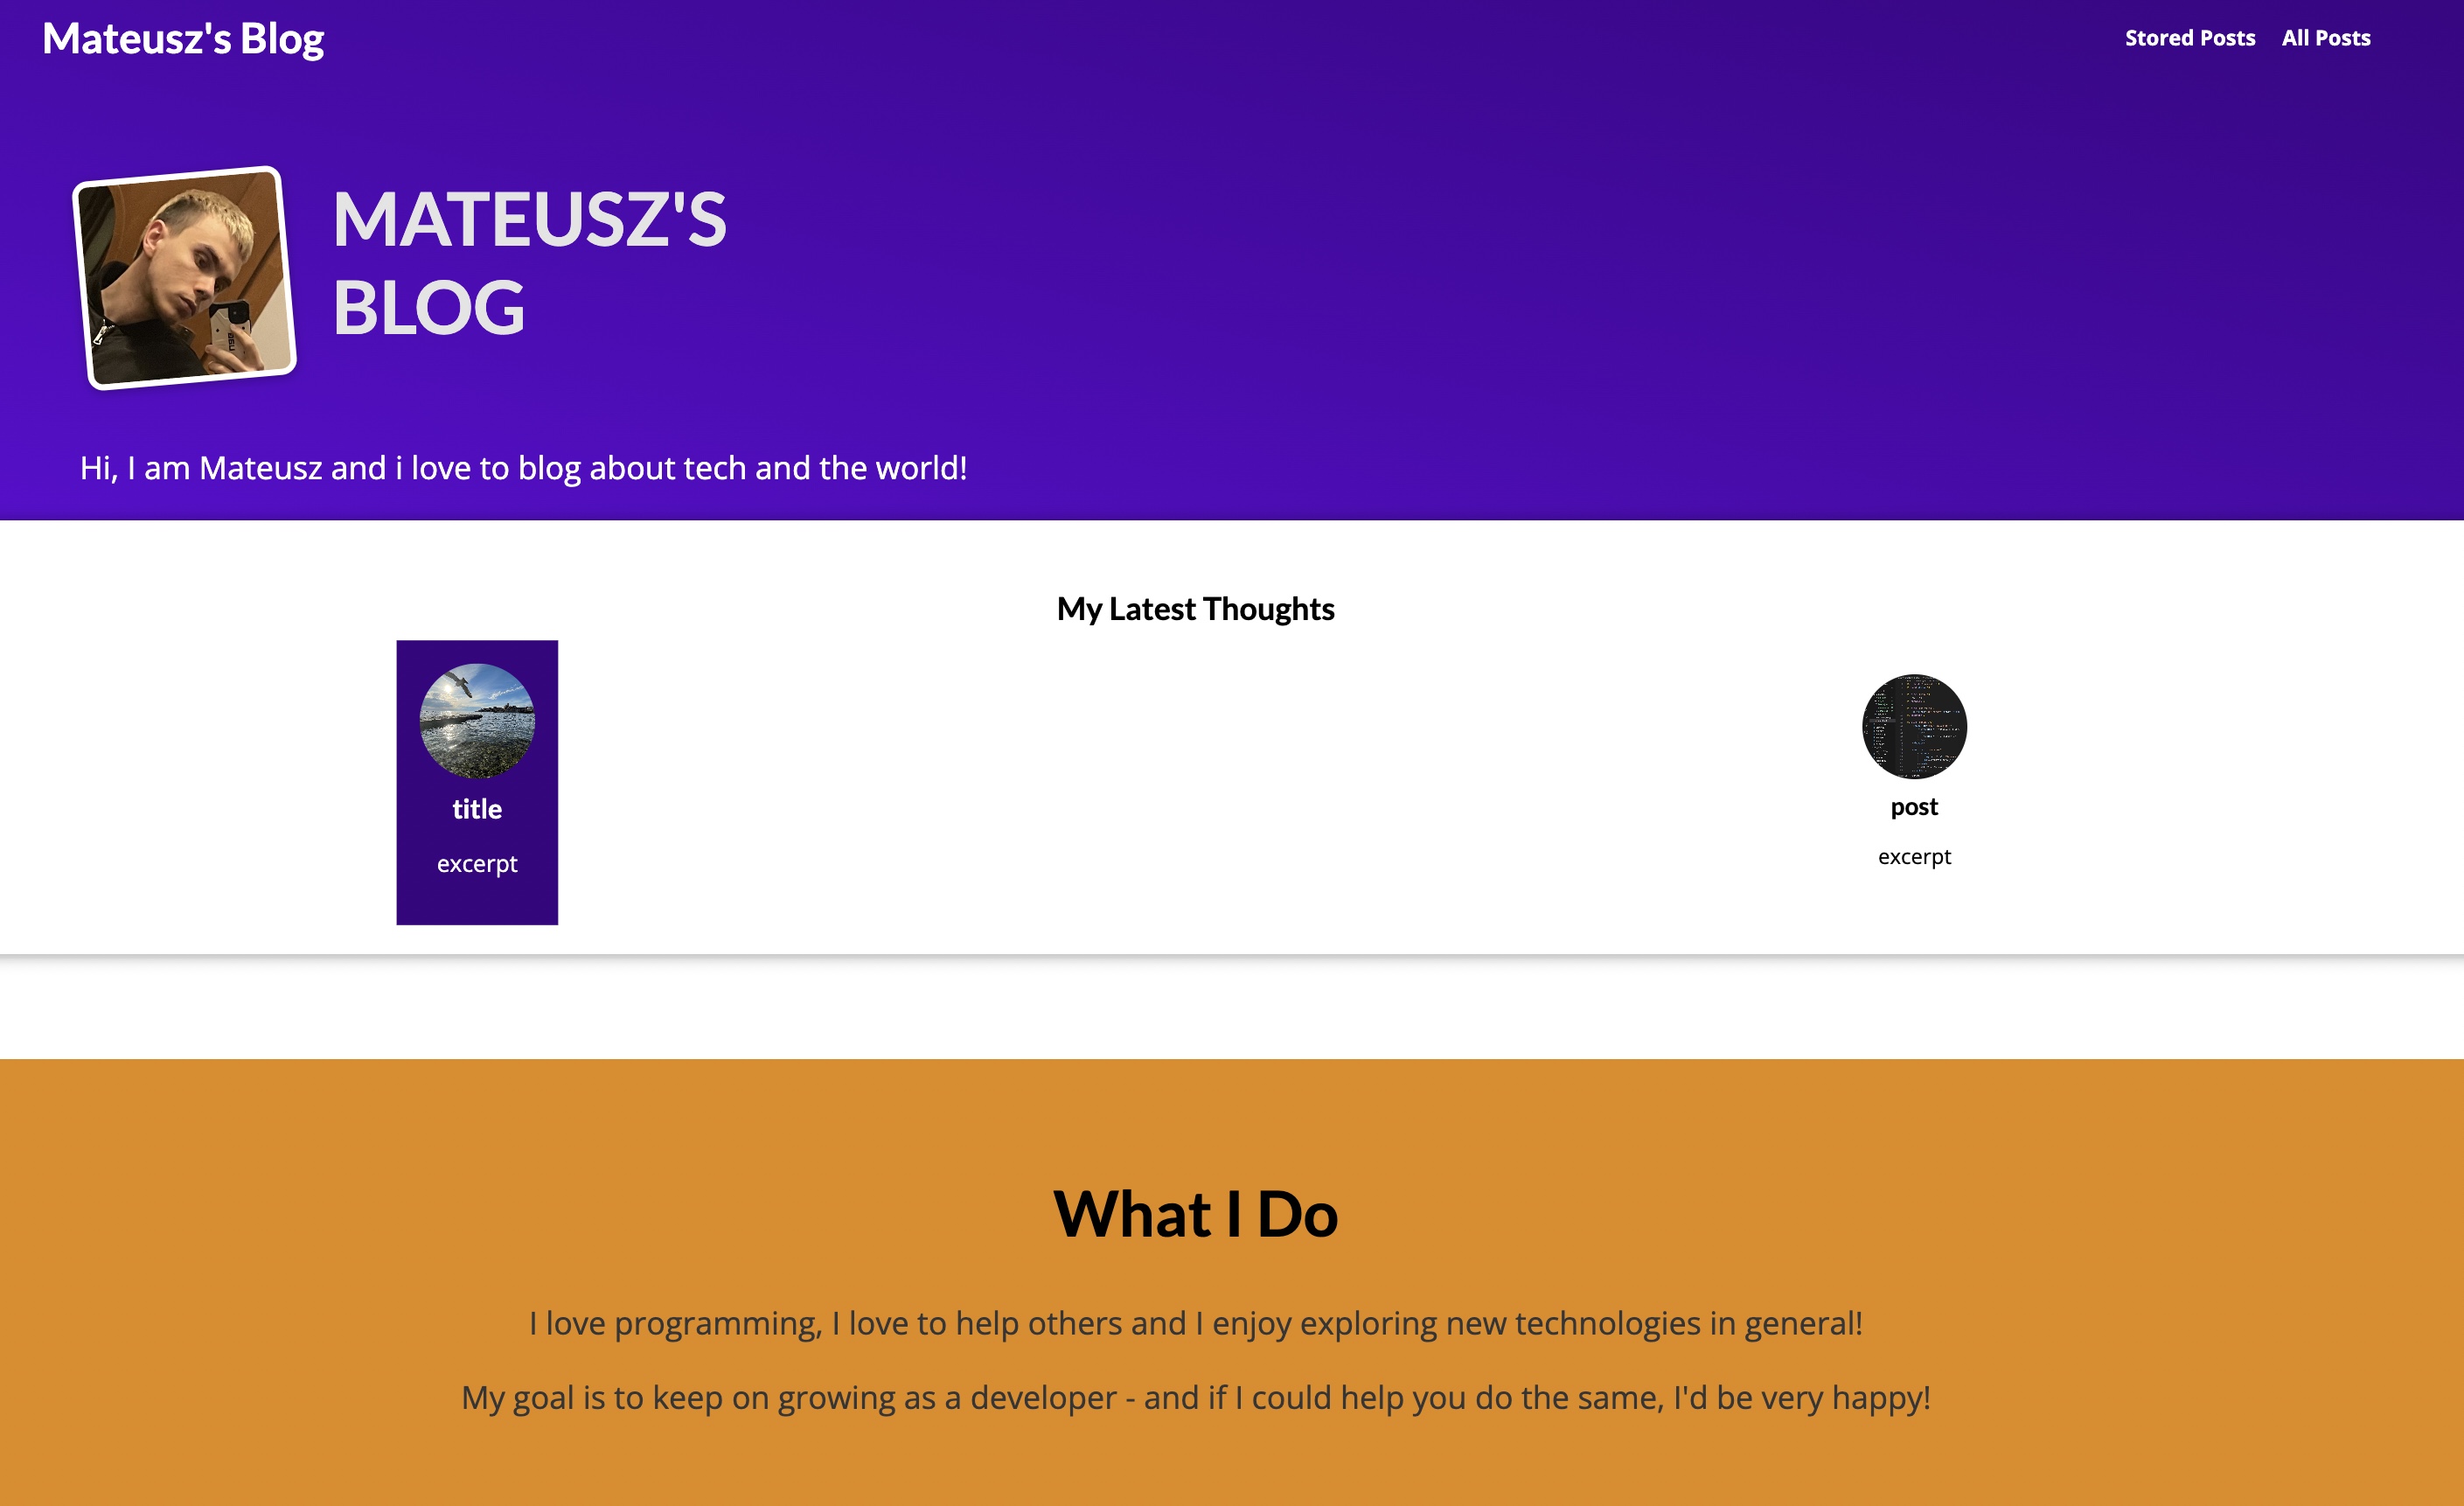 Mateusz's Blog
Stored Posts
All Posts
MATEUSZ'S
BLOG
Hi, I am Mateusz and i love to blog about tech and the world!
My Latest Thoughts
title
excerpt
post
excerpt
What I Do
I love programming, I love to help others and I enjoy exploring new technologies in general!
My goal is to keep on growing as a developer - and if I could help you do the same, I'd be very happy!